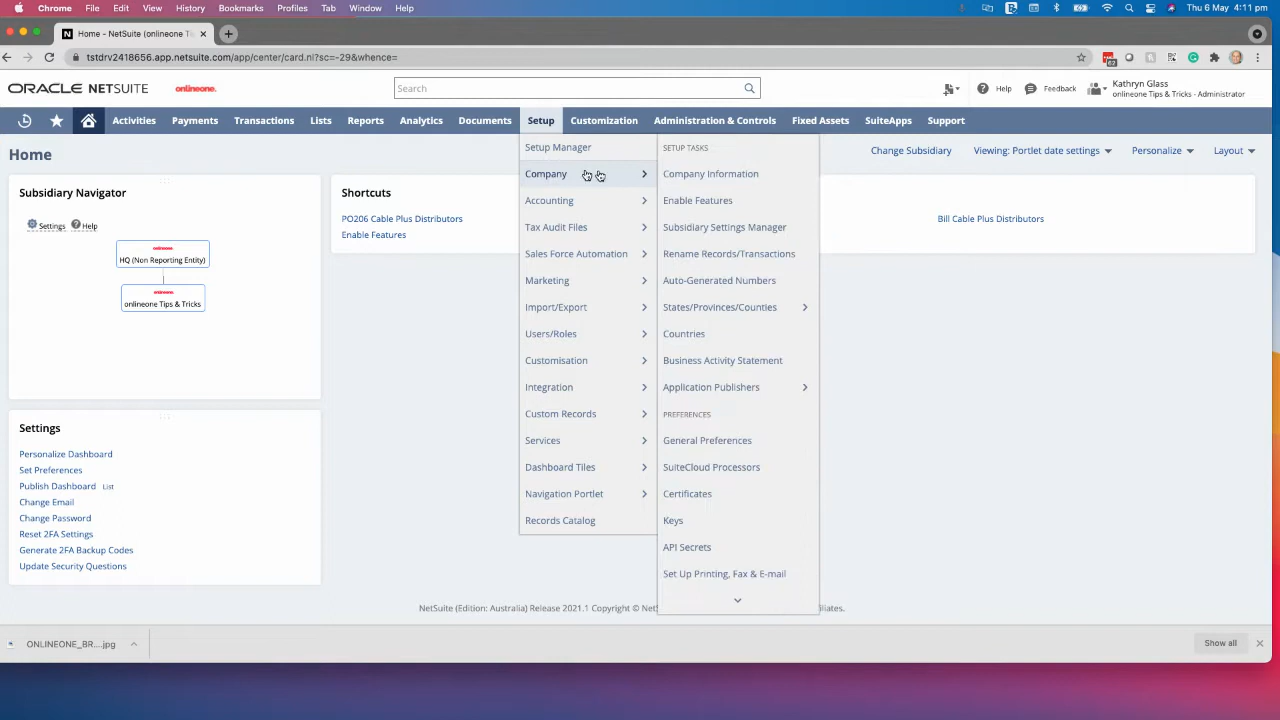 Chrome File Edit View History Bookmarks Profiles Tab Window Help Thu 6 May 4:11 pm
N Home - NetSuite (onlineone Ti
tstdrv2418656.app.netsuite.com/app/center/card.nl?sc=-29&whence=
ORACLE NETSUITE onlineone. Search Help Feedback Kathryn Glass
onlineone Tips & Tricks - Administrator
Activities Payments Transactions Lists Reports Analytics Documents Setup Customization Administration & Controls Fixed Assets SuiteApps Support
Home Change Subsidiary Viewing: Portlet date settings Personalize Layout
Subsidiary Navigator
Settings Help
onlineone.
HQ (Non Reporting Entity)
onlineone.
onlineone Tips & Tricks
Settings
Personalize Dashboard
Set Preferences
Publish Dashboard List
Change Email
Change Password
Reset 2FA Settings
Generate 2FA Backup Codes
Update Security Questions
Shortcuts
PO206 Cable Plus Distributors
Enable Features
Bill Cable Plus Distributors
Setup Manager
Company
Accounting
Tax Audit Files
Sales Force Automation
Marketing
Import/Export
Users/Roles
Customisation
Integration
Custom Records
Services
Dashboard Tiles
Navigation Portlet
Records Catalog
SETUP TASKS
Company Information
Enable Features
Subsidiary Settings Manager
Rename Records/Transactions
Auto-Generated Numbers
States/Provinces/Counties
Countries
Business Activity Statement
Application Publishers
PREFERENCES
General Preferences
SuiteCloud Processors
Certificates
Keys
API Secrets
Set Up Printing, Fax & E-mail
NetSuite (Edition: Australia) Release 2021.1 Copyright © Net iliates.
ONLINEONE_BR....jpg Show all